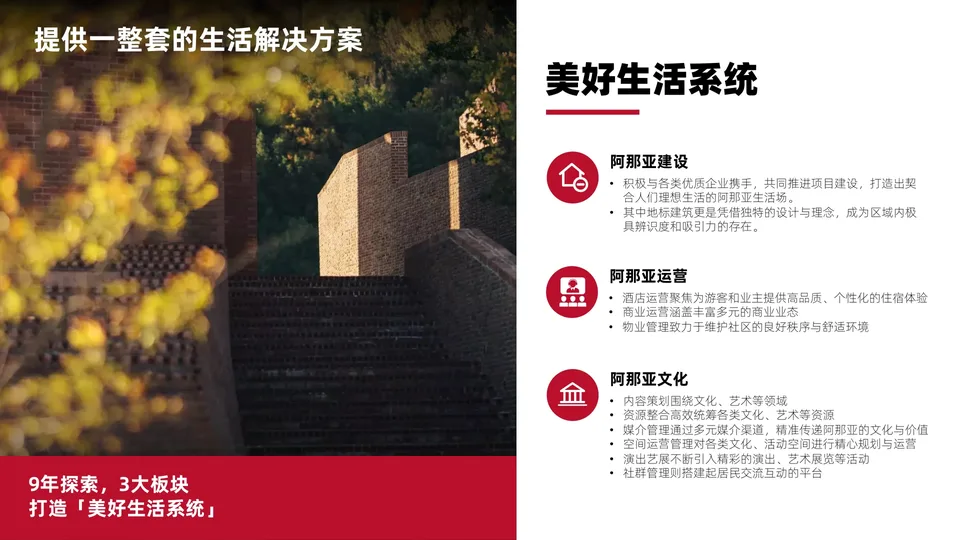 提供一整套的生活解决方案
美好生活系统
阿那亚建设
• 积极与各类优质企业携手，共同推进项目建设，打造出契
合人们理想生活的阿那亚生活场。
• 其中地标建筑更是凭借独特的设计与理念，成为区域内极
具辨识度和吸引力的存在。
阿那亚运营
• 酒店运营聚焦为游客和业主提供高品质、个性化的住宿体验
• 商业运营涵盖丰富多元的商业业态
• 物业管理致力于维护社区的良好秩序与舒适环境
阿那亚文化
• 内容策划围绕文化、艺术等领域
• 资源整合高效统筹各类文化、艺术等资源
• 媒介管理通过多元媒介渠道，精准传递阿那亚的文化与价值
• 空间运营管理对各类文化、活动空间进行精心规划与运营
• 演出艺展不断引入精彩的演出、艺术展览等活动
• 社群管理则搭建起居民交流互动的平台
9年探索，3大板块
打造「美好生活系统」